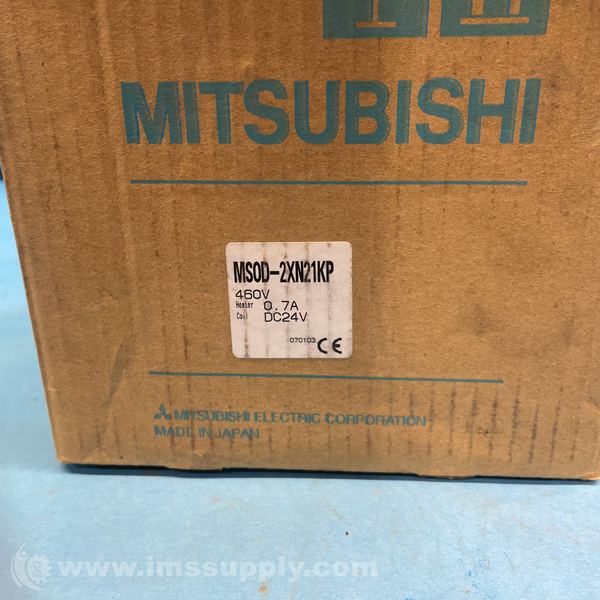 MITSUBISHI
MSOD-2XN21KP
460V
Heater 0.7A
Coil DC24V
070103 CE
MITSUBISHI ELECTRIC CORPORATION
MADE IN JAPAN
www.imssupply.com